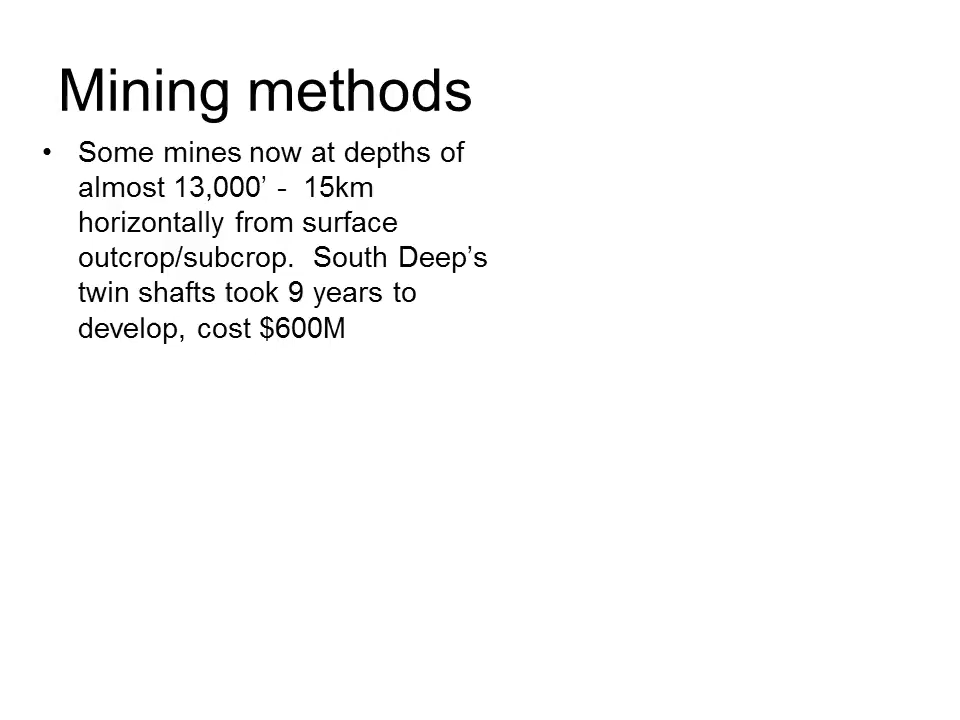 Mining methods
• Some mines now at depths of
almost 13,000’ -  15km
horizontally from surface
outcrop/subcrop.  South Deep’s
twin shafts took 9 years to
develop, cost $600M